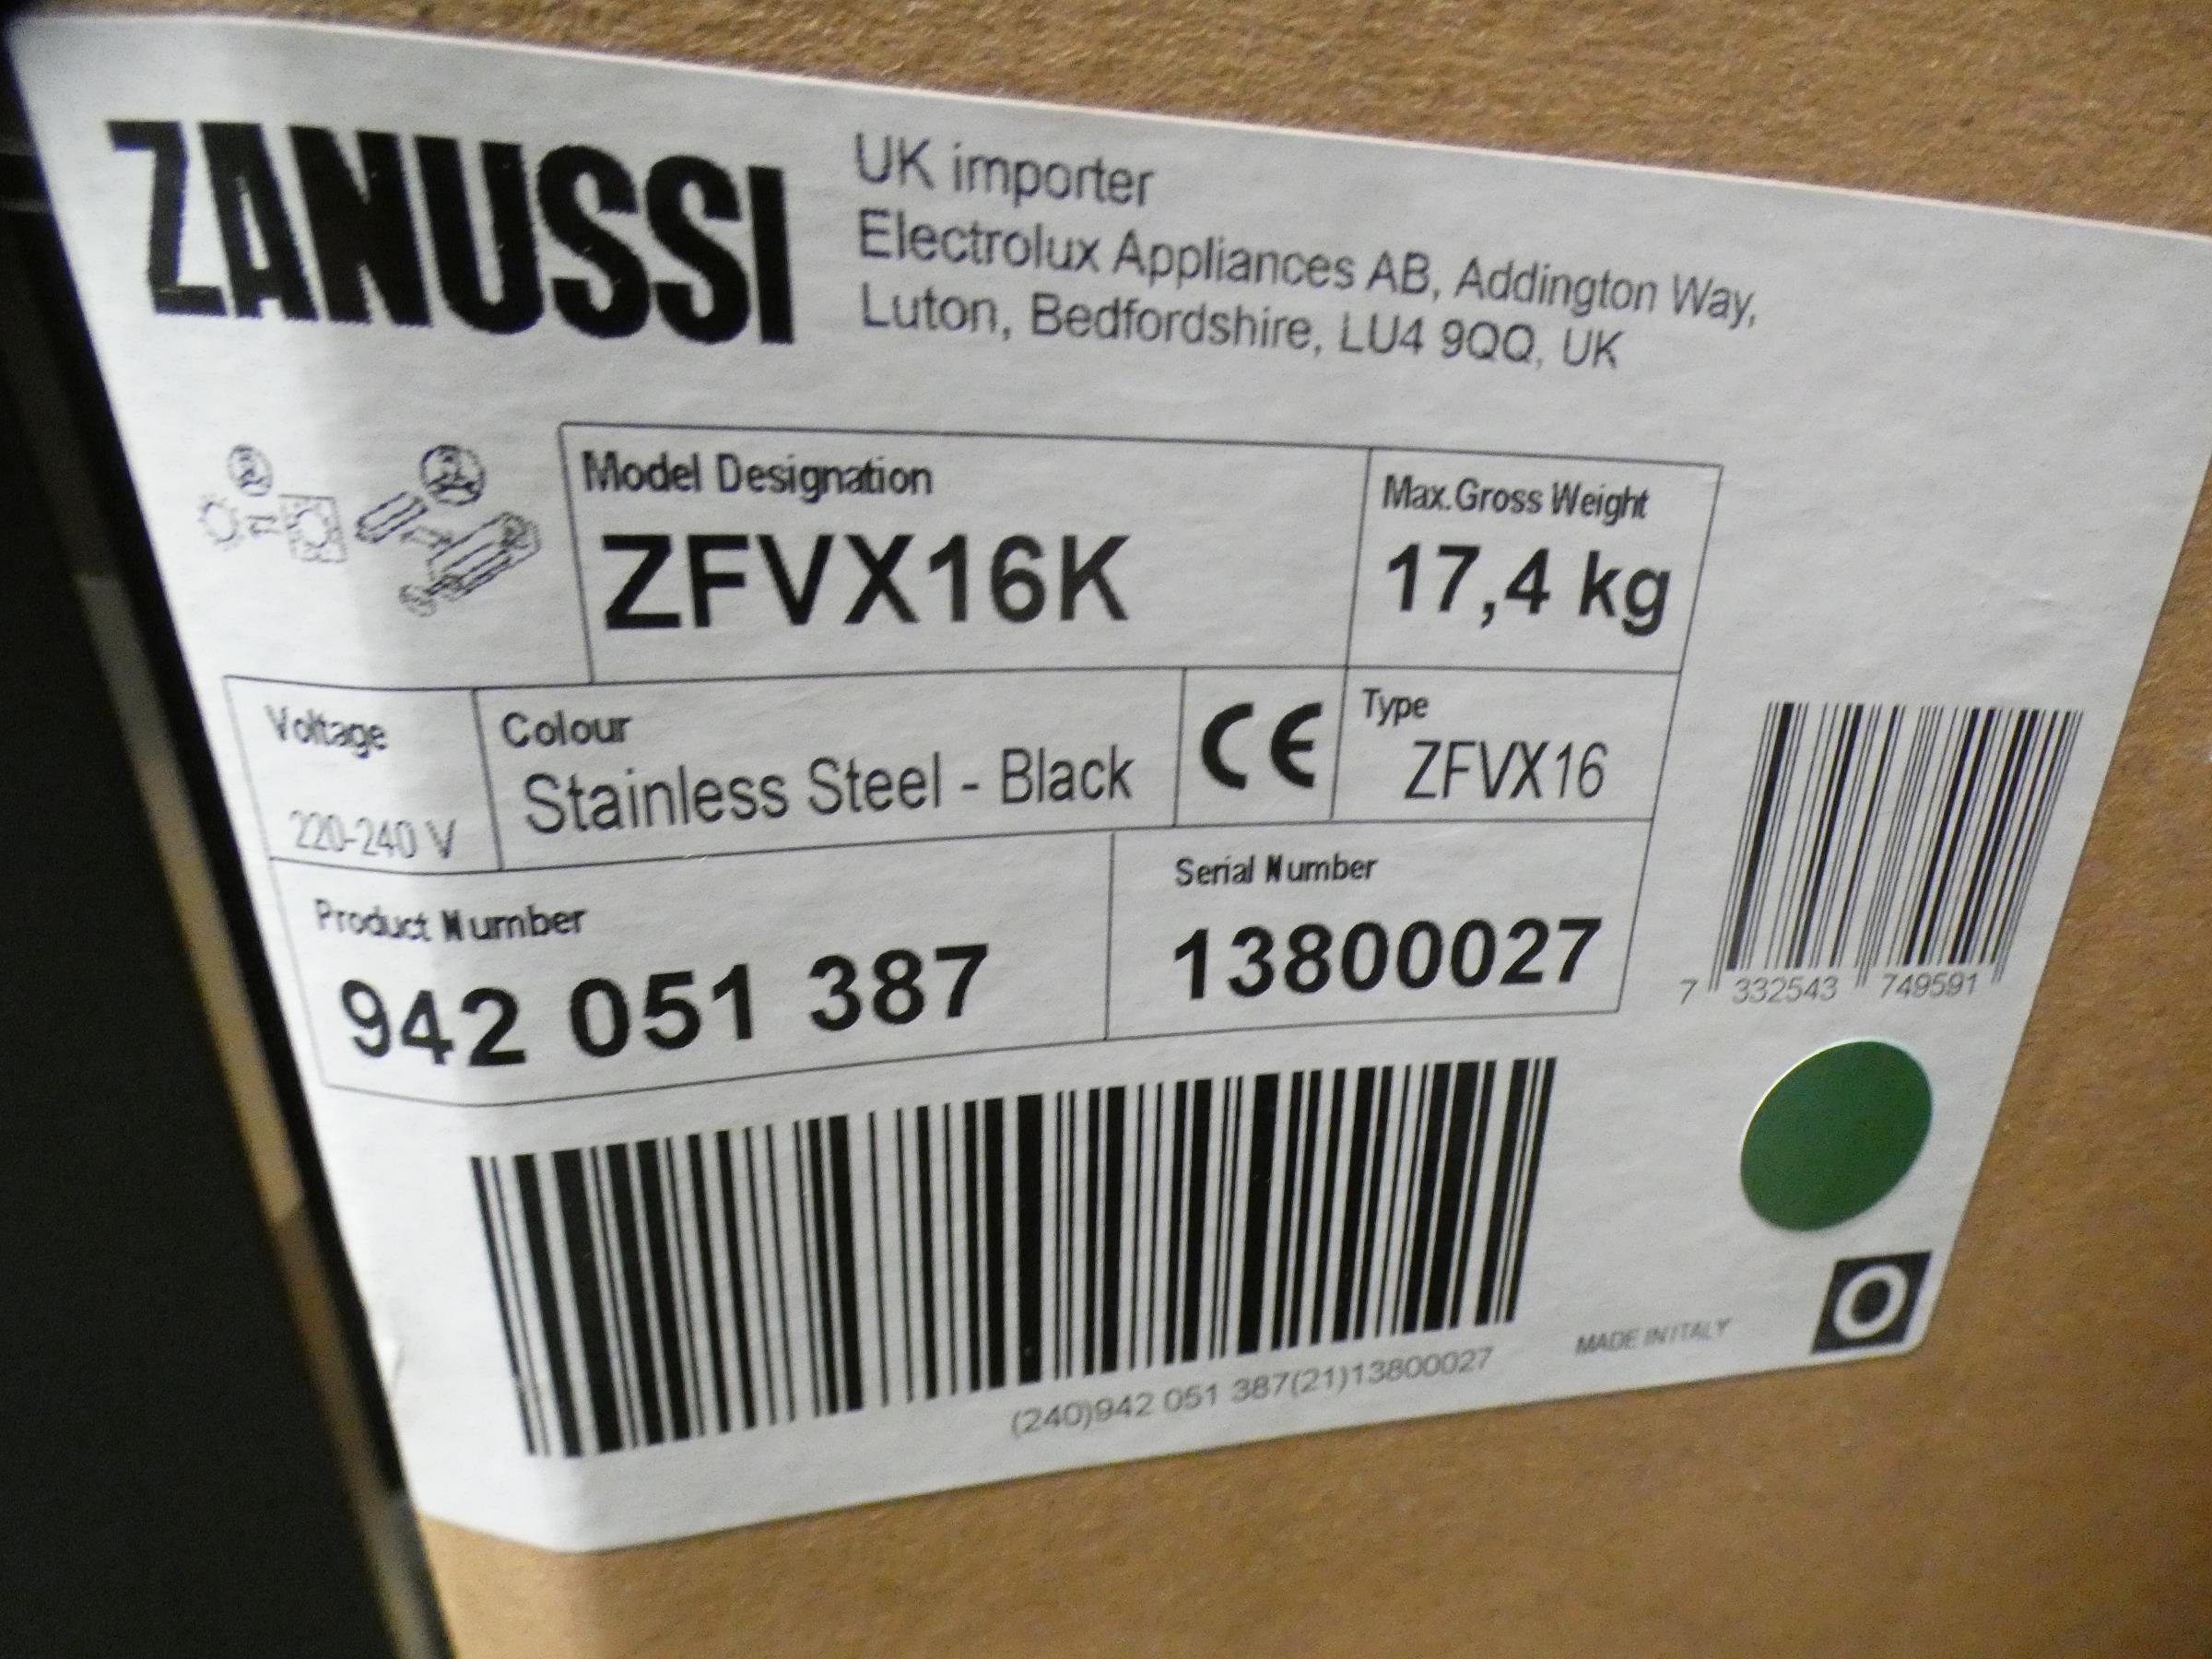 ZANUSSI
UK importer
Electrolux Appliances AB, Addington Way,
Luton, Bedfordshire, LU4 9QQ, UK
Model Designation
ZFVX16K
Max.Gross Weight
17,4 kg
Voltage
220-240 V
Colour
Stainless Steel - Black
CE
Type
ZFVX16
Product Number
942 051 387
Serial Number
13800027
7 332543 749591
(240)942 051 387(21)13800027
MADE IN ITALY
O